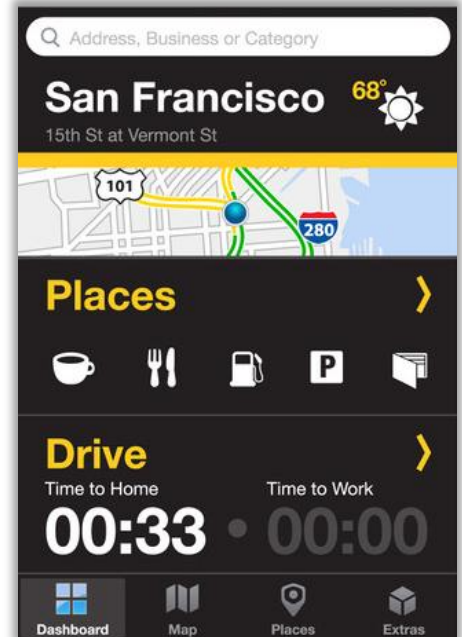 Address, Business or Category
San Francisco 68°
15th St at Vermont St
101
280
Places
P
Drive
Time to Home Time to Work
00:33 • 00:00
Dashboard Map Places Extras